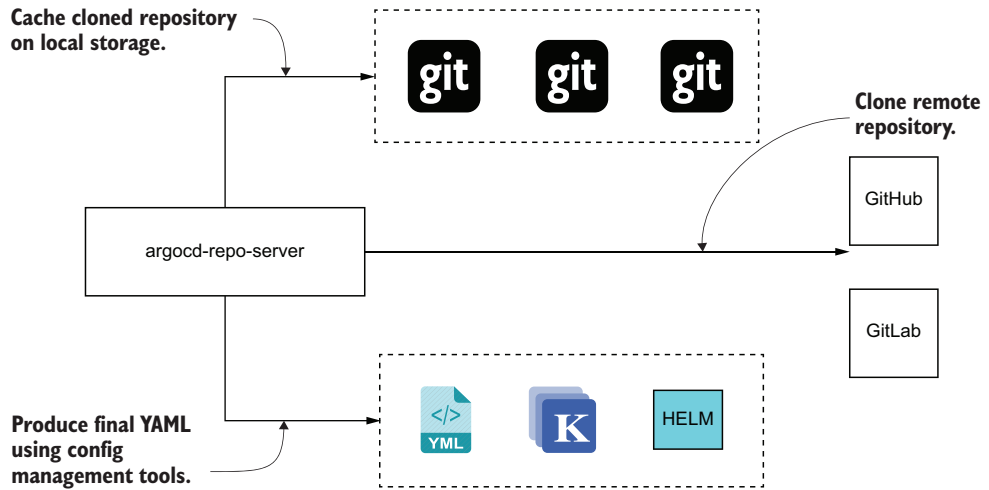 Cache cloned repository
on local storage.
git
git
git
Clone remote
repository.
GitHub
argocd-repo-server
GitLab
</>
YML
K
HELM
Produce final YAML
using config
management tools.